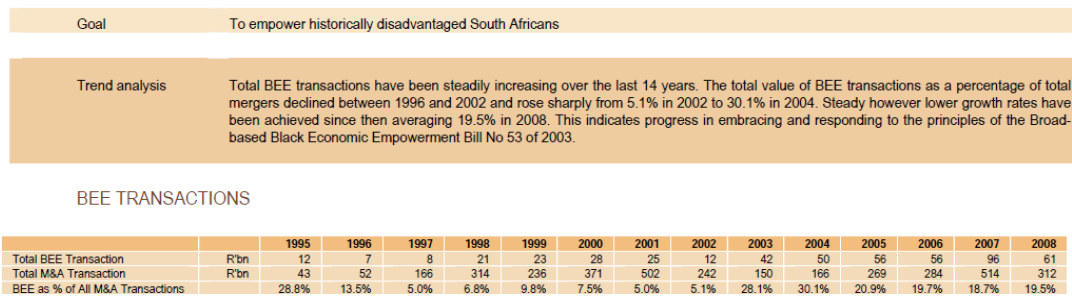 Goal To empower historically disadvantaged South Africans
Trend analysis Total BEE transactions have been steadily increasing over the last 14 years. The total value of BEE transactions as a percentage of total
mergers declined between 1996 and 2002 and rose sharply from 5.1% in 2002 to 30.1% in 2004. Steady however lower growth rates have
been achieved since then averaging 19.5% in 2008. This indicates progress in embracing and responding to the principles of the Broad-
based Black Economic Empowerment Bill No 53 of 2003.
BEE TRANSACTIONS
1995 1996 1997 1998 1999 2000 2001 2002 2003 2004 2005 2006 2007 2008
Total BEE Transaction R'bn 12 7 8 21 23 28 25 12 42 50 56 56 96 61
Total M&A Transaction R'bn 43 52 166 314 236 371 502 242 150 166 269 284 514 312
BEE as % of All M&A Transactions 28.8% 13.5% 5.0% 6.8% 9.8% 7.5% 5.0% 5.1% 28.1% 30.1% 20.9% 19.7% 18.7% 19.5%